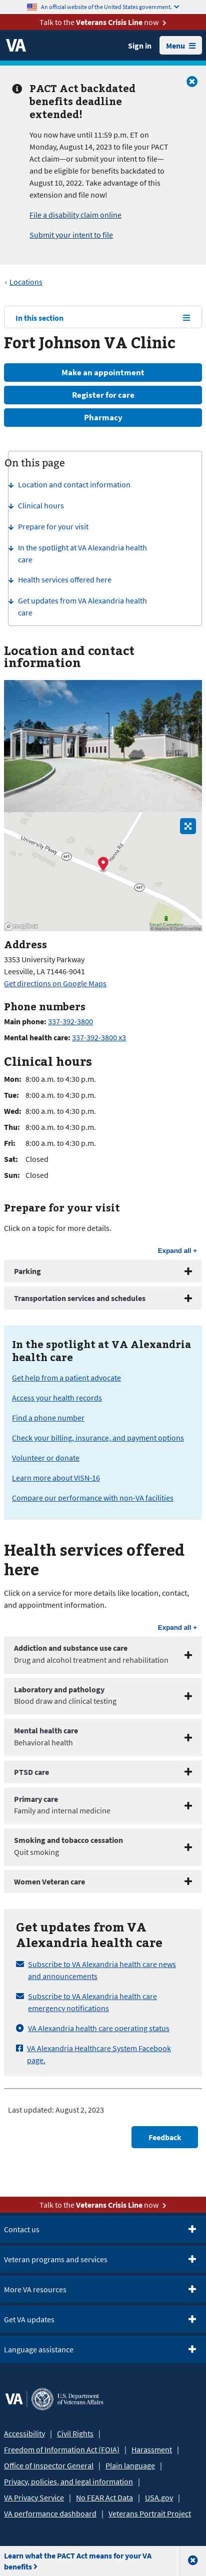 An official website of the United States government.
Talk to the Veterans Crisis Line now
VA
Sign in
Menu
PACT Act backdated
benefits deadline
extended!
You now have until 11:59 p.m. ET on
Monday, August 14, 2023 to file your PACT
Act claim—or submit your intent to file—
and be eligible for benefits backdated to
August 10, 2022. Take advantage of this
extension and file now!
File a disability claim online
Submit your intent to file
‹ Locations
In this section
Fort Johnson VA Clinic
Make an appointment
Register for care
Pharmacy
On this page
Location and contact information
Clinical hours
Prepare for your visit
In the spotlight at VA Alexandria health
care
Health services offered here
Get updates from VA Alexandria health
care
Location and contact
information
University Pkwy
467
467
mapbox
© Mapbox © OpenStreetMap
Address
3353 University Parkway
Leesville, LA 71446-9041
Get directions on Google Maps
Phone numbers
Main phone: 337-392-3800
Mental health care: 337-392-3800 x3
Clinical hours
Mon: 8:00 a.m. to 4:30 p.m.
Tue: 8:00 a.m. to 4:30 p.m.
Wed: 8:00 a.m. to 4:30 p.m.
Thu: 8:00 a.m. to 4:30 p.m.
Fri: 8:00 a.m. to 4:30 p.m.
Sat: Closed
Sun: Closed
Prepare for your visit
Click on a topic for more details.
Expand all +
Parking
Transportation services and schedules
In the spotlight at VA Alexandria
health care
Get help from a patient advocate
Access your health records
Find a phone number
Check your billing, insurance, and payment options
Volunteer or donate
Learn more about VISN-16
Compare our performance with non-VA facilities
Health services offered
here
Click on a service for more details like location, contact,
and appointment information.
Expand all +
Addiction and substance use care
Drug and alcohol treatment and rehabilitation
Laboratory and pathology
Blood draw and clinical testing
Mental health care
Behavioral health
PTSD care
Primary care
Family and internal medicine
Smoking and tobacco cessation
Quit smoking
Women Veteran care
Get updates from VA
Alexandria health care
Subscribe to VA Alexandria health care news
and announcements
Subscribe to VA Alexandria health care
emergency notifications
VA Alexandria health care operating status
VA Alexandria Healthcare System Facebook
page.
Last updated: August 2, 2023
Feedback
Talk to the Veterans Crisis Line now
Contact us
Veteran programs and services
More VA resources
Get VA updates
Language assistance
VA
U.S. Department
of Veterans Affairs
Accessibility | Civil Rights |
Freedom of Information Act (FOIA) | Harassment |
Office of Inspector General | Plain language |
Privacy, policies, and legal information |
VA Privacy Service | No FEAR Act Data | USA.gov |
VA performance dashboard | Veterans Portrait Project
Learn what the PACT Act means for your VA
benefits